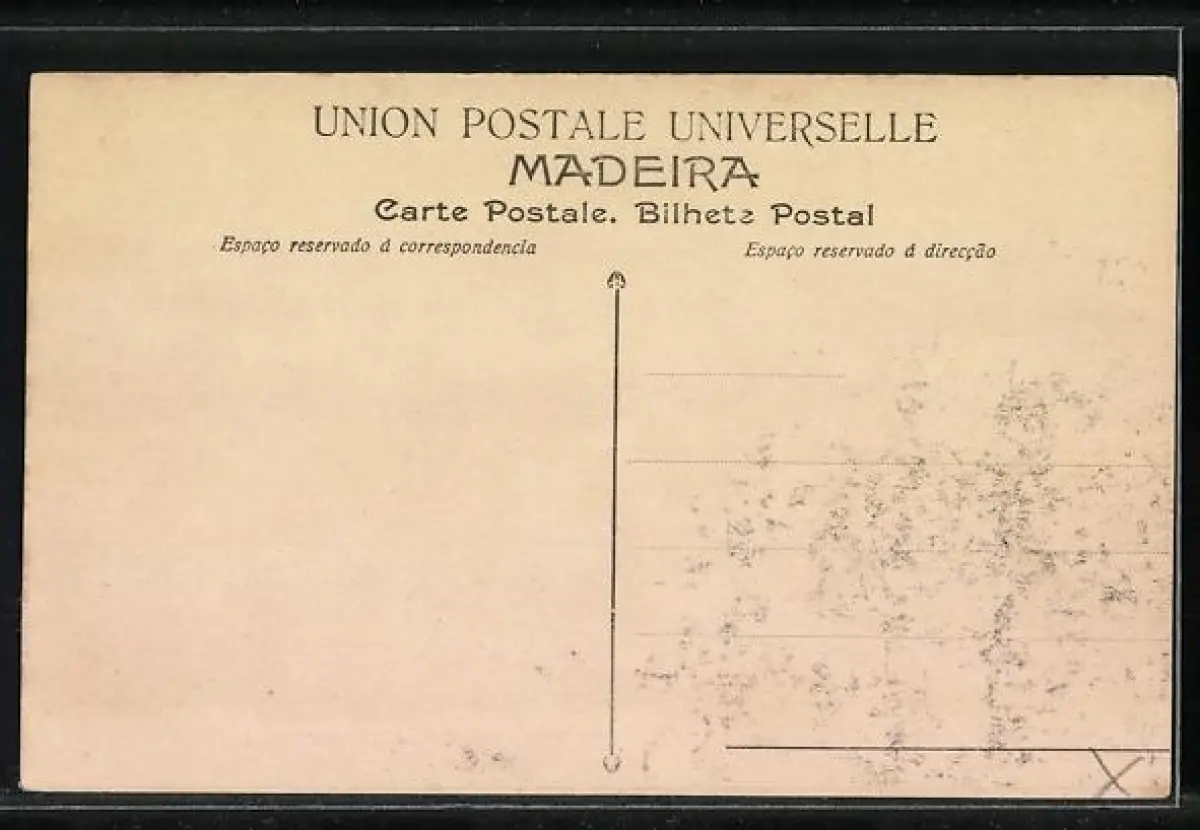 UNION POSTALE UNIVERSELLE
MADEIRA
Carte Postale. Bilhete Postal
Espaço reservado á correspondencia
Espaço reservado á direcção
X